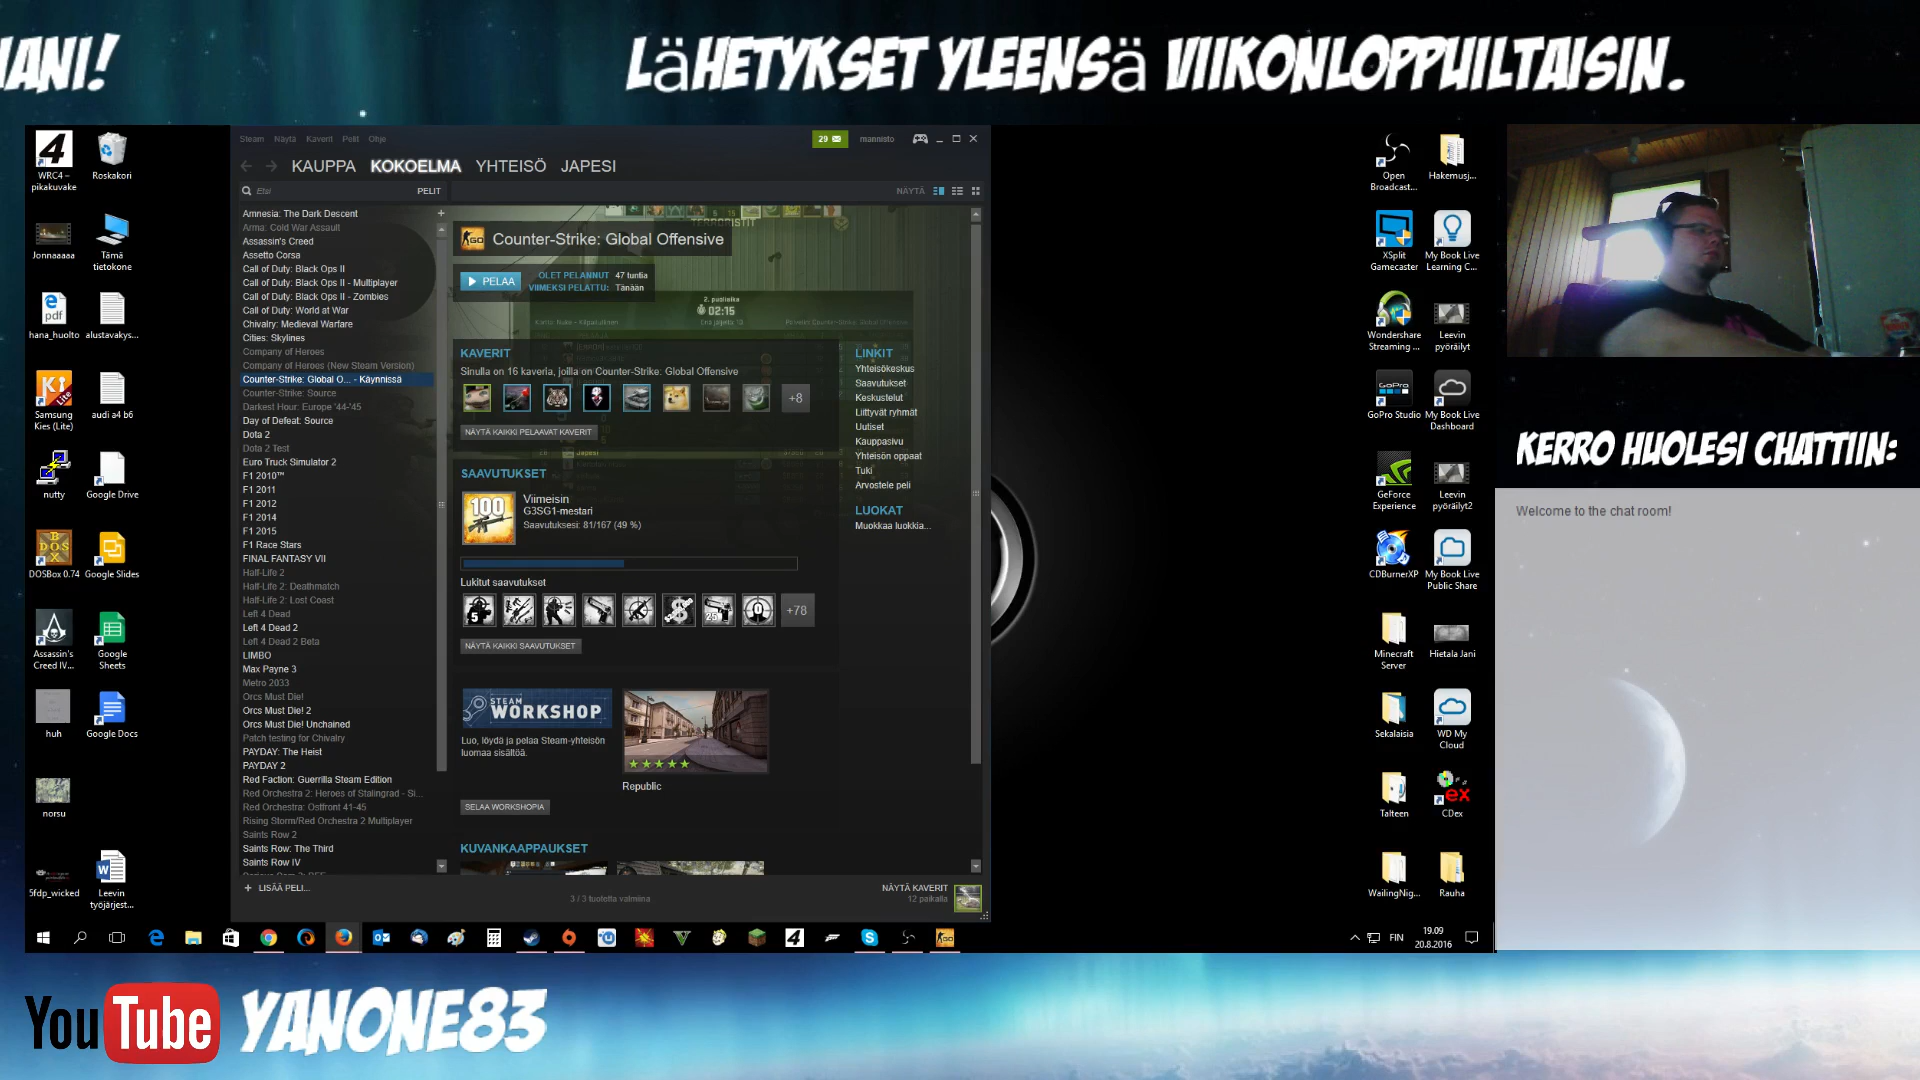 HANI!
LÄHETYKSET YLEENSÄ VIIKONLOPPUILTAISIN.
WRC4 –
pikakuvake
Roskakori
Jonnaaaaa
Tämä
tietokone
hana_huolto
alustavakys...
Samsung
Kies (Lite)
audi a4 b6
nutty
Google Drive
DOSBox 0.74
Google Slides
Assassin's
Creed IV...
Google
Sheets
huh
Google Docs
norsu
5fdp_wicked
Leevin
työjärjest...
Steam Näytä Kaverit Pelit Ohje
29
mannisto
KAUPPA KOKOELMA YHTEISÖ JAPESI
Etsi
PELIT
NÄYTÄ
Amnesia: The Dark Descent
Arma: Cold War Assault
Assassin's Creed
Assetto Corsa
Call of Duty: Black Ops II
Call of Duty: Black Ops II - Multiplayer
Call of Duty: Black Ops II - Zombies
Call of Duty: World at War
Chivalry: Medieval Warfare
Cities: Skylines
Company of Heroes
Company of Heroes (New Steam Version)
Counter-Strike: Global O... - Käynnissä
Counter-Strike: Source
Darkest Hour: Europe '44-'45
Day of Defeat: Source
Dota 2
Dota 2 Test
Euro Truck Simulator 2
F1 2010™
F1 2011
F1 2012
F1 2014
F1 2015
F1 Race Stars
FINAL FANTASY VII
Half-Life 2
Half-Life 2: Deathmatch
Half-Life 2: Lost Coast
Left 4 Dead
Left 4 Dead 2
Left 4 Dead 2 Beta
LIMBO
Max Payne 3
Metro 2033
Orcs Must Die!
Orcs Must Die! 2
Orcs Must Die! Unchained
Patch testing for Chivalry
PAYDAY: The Heist
PAYDAY 2
Red Faction: Guerrilla Steam Edition
Red Orchestra 2: Heroes of Stalingrad - Si...
Red Orchestra: Ostfront 41-45
Rising Storm/Red Orchestra 2 Multiplayer
Saints Row 2
Saints Row: The Third
Saints Row IV
+ LISÄÄ PELI...
TERRORISTIT
Counter-Strike: Global Offensive
PELAA
OLET PELANNUT 47 tuntia
VIIMEKSI PELATTU: Tänään
2. puoliaika
02:15
KAVERIT
Sinulla on 16 kaveria, joilla on Counter-Strike: Global Offensive
+8
NÄYTÄ KAIKKI PELAAVAT KAVERIT
SAAVUTUKSET
100
Viimeisin
G3SG1-mestari
Saavutuksesi: 81/167 (49 %)
Lukitut saavutukset
5
25
+78
NÄYTÄ KAIKKI SAAVUTUKSET
STEAM
WORKSHOP
Luo, löydä ja pelaa Steam-yhteisön
luomaa sisältöä.
Republic
SELAA WORKSHOPIA
KUVANKAAPPAUKSET
LINKIT
Yhteisökeskus
Saavutukset
Keskustelut
Liittyvät ryhmät
Uutiset
Kauppasivu
Yhteisön oppaat
Tuki
Arvostele peli
LUOKAT
Muokkaa luokkia...
3 / 3 tuotetta valmiina
NÄYTÄ KAVERIT
12 paikalla
Open
Broadcast...
Hakemusj...
XSplit
Gamecaster
My Book Live
Learning C...
Wondershare
Streaming ...
Leevin
pyöräilyt
GoPro
GoPro Studio
My Book Live
Dashboard
GeForce
Experience
Leevin
pyöräilyt2
CDBurnerXP
My Book Live
Public Share
Minecraft
Server
Hietala Jani
Sekalaisia
WD My
Cloud
Talteen
CDex
WailingNig...
Rauha
FIN
19.09
20.8.2016
KERRO HUOLESI CHATTIIN:
Welcome to the chat room!
YouTube
YANONE83